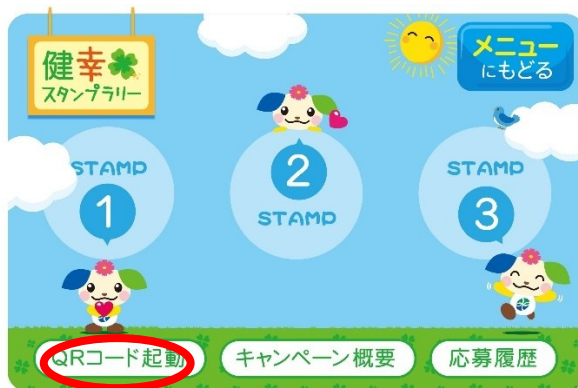 健幸
スタンプラリー
メニュー
にもどる
STAMP
1
2
STAMP
STAMP
3
QRコード起動
キャンペーン概要
応募履歴